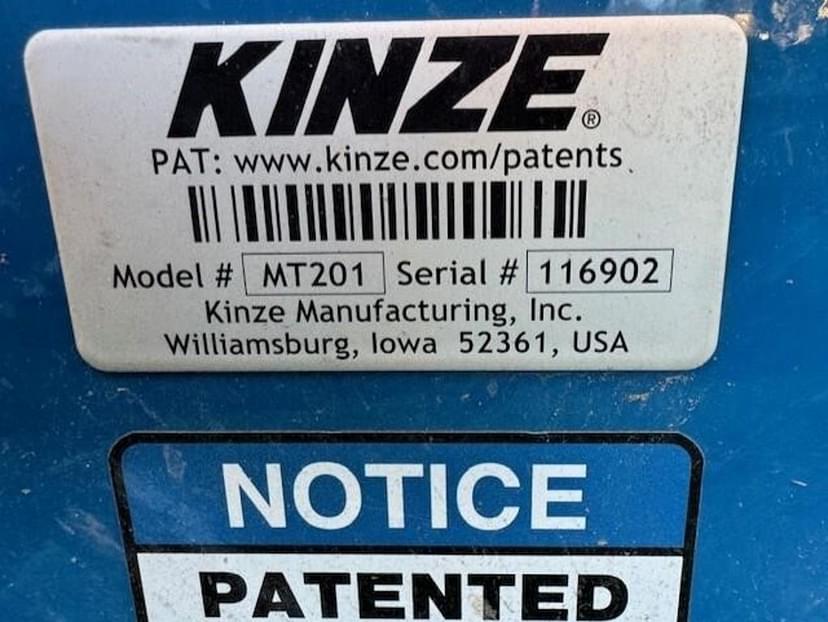 KINZE®
PAT: www.kinze.com/patents
Model # MT201 Serial # 116902
Kinze Manufacturing, Inc.
Williamsburg, Iowa 52361, USA
NOTICE
PATENTED